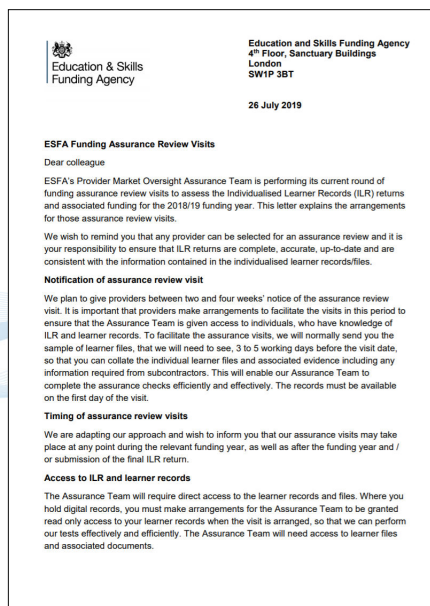 Education & Skills
Funding Agency
Education and Skills Funding Agency
4th Floor, Sanctuary Buildings
London
SW1P 3BT
26 July 2019
ESFA Funding Assurance Review Visits
Dear colleague
ESFA's Provider Market Oversight Assurance Team is performing its current round of
funding assurance review visits to assess the Individualised Learner Records (ILR) returns
and associated funding for the 2018/19 funding year. This letter explains the arrangements
for those assurance review visits.
We wish to remind you that any provider can be selected for an assurance review and it is
your responsibility to ensure that ILR returns are complete, accurate, up-to-date and are
consistent with the information contained in the individualised learner records/files.
Notification of assurance review visit
We plan to give providers between two and four weeks' notice of the assurance review
visit. It is important that providers make arrangements to facilitate the visits in this period to
ensure that the Assurance Team is given access to individuals, who have knowledge of
ILR and learner records. To facilitate the assurance visits, we will normally send you the
sample of learner files, that we will need to see, 3 to 5 working days before the visit date,
so that you can collate the individual learner files and associated evidence including any
information required from subcontractors. This will enable our Assurance Team to
complete the assurance checks efficiently and effectively. The records must be available
on the first day of the visit.
Timing of assurance review visits
We are adapting our approach and wish to inform you that our assurance visits may take
place at any point during the relevant funding year, as well as after the funding year and /
or submission of the final ILR return.
Access to ILR and learner records
The Assurance Team will require direct access to the learner records and files. Where you
hold digital records, you must make arrangements for the Assurance Team to be granted
read only access to your learner records when the visit is arranged, so that we can perform
our tests effectively and efficiently. The Assurance Team will need access to learner files
and associated documents.